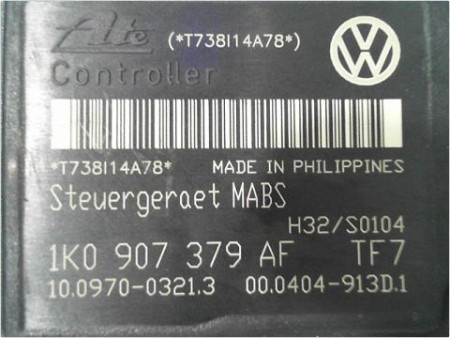 Ate (*T738I14A78*)
Controller
*T738I14A78* MADE IN PHILIPPINES
Steuergeraet MABS
H32/S0104
1K0 907 379 AF TF7
10.0970-0321.3 00.0404-913D.1